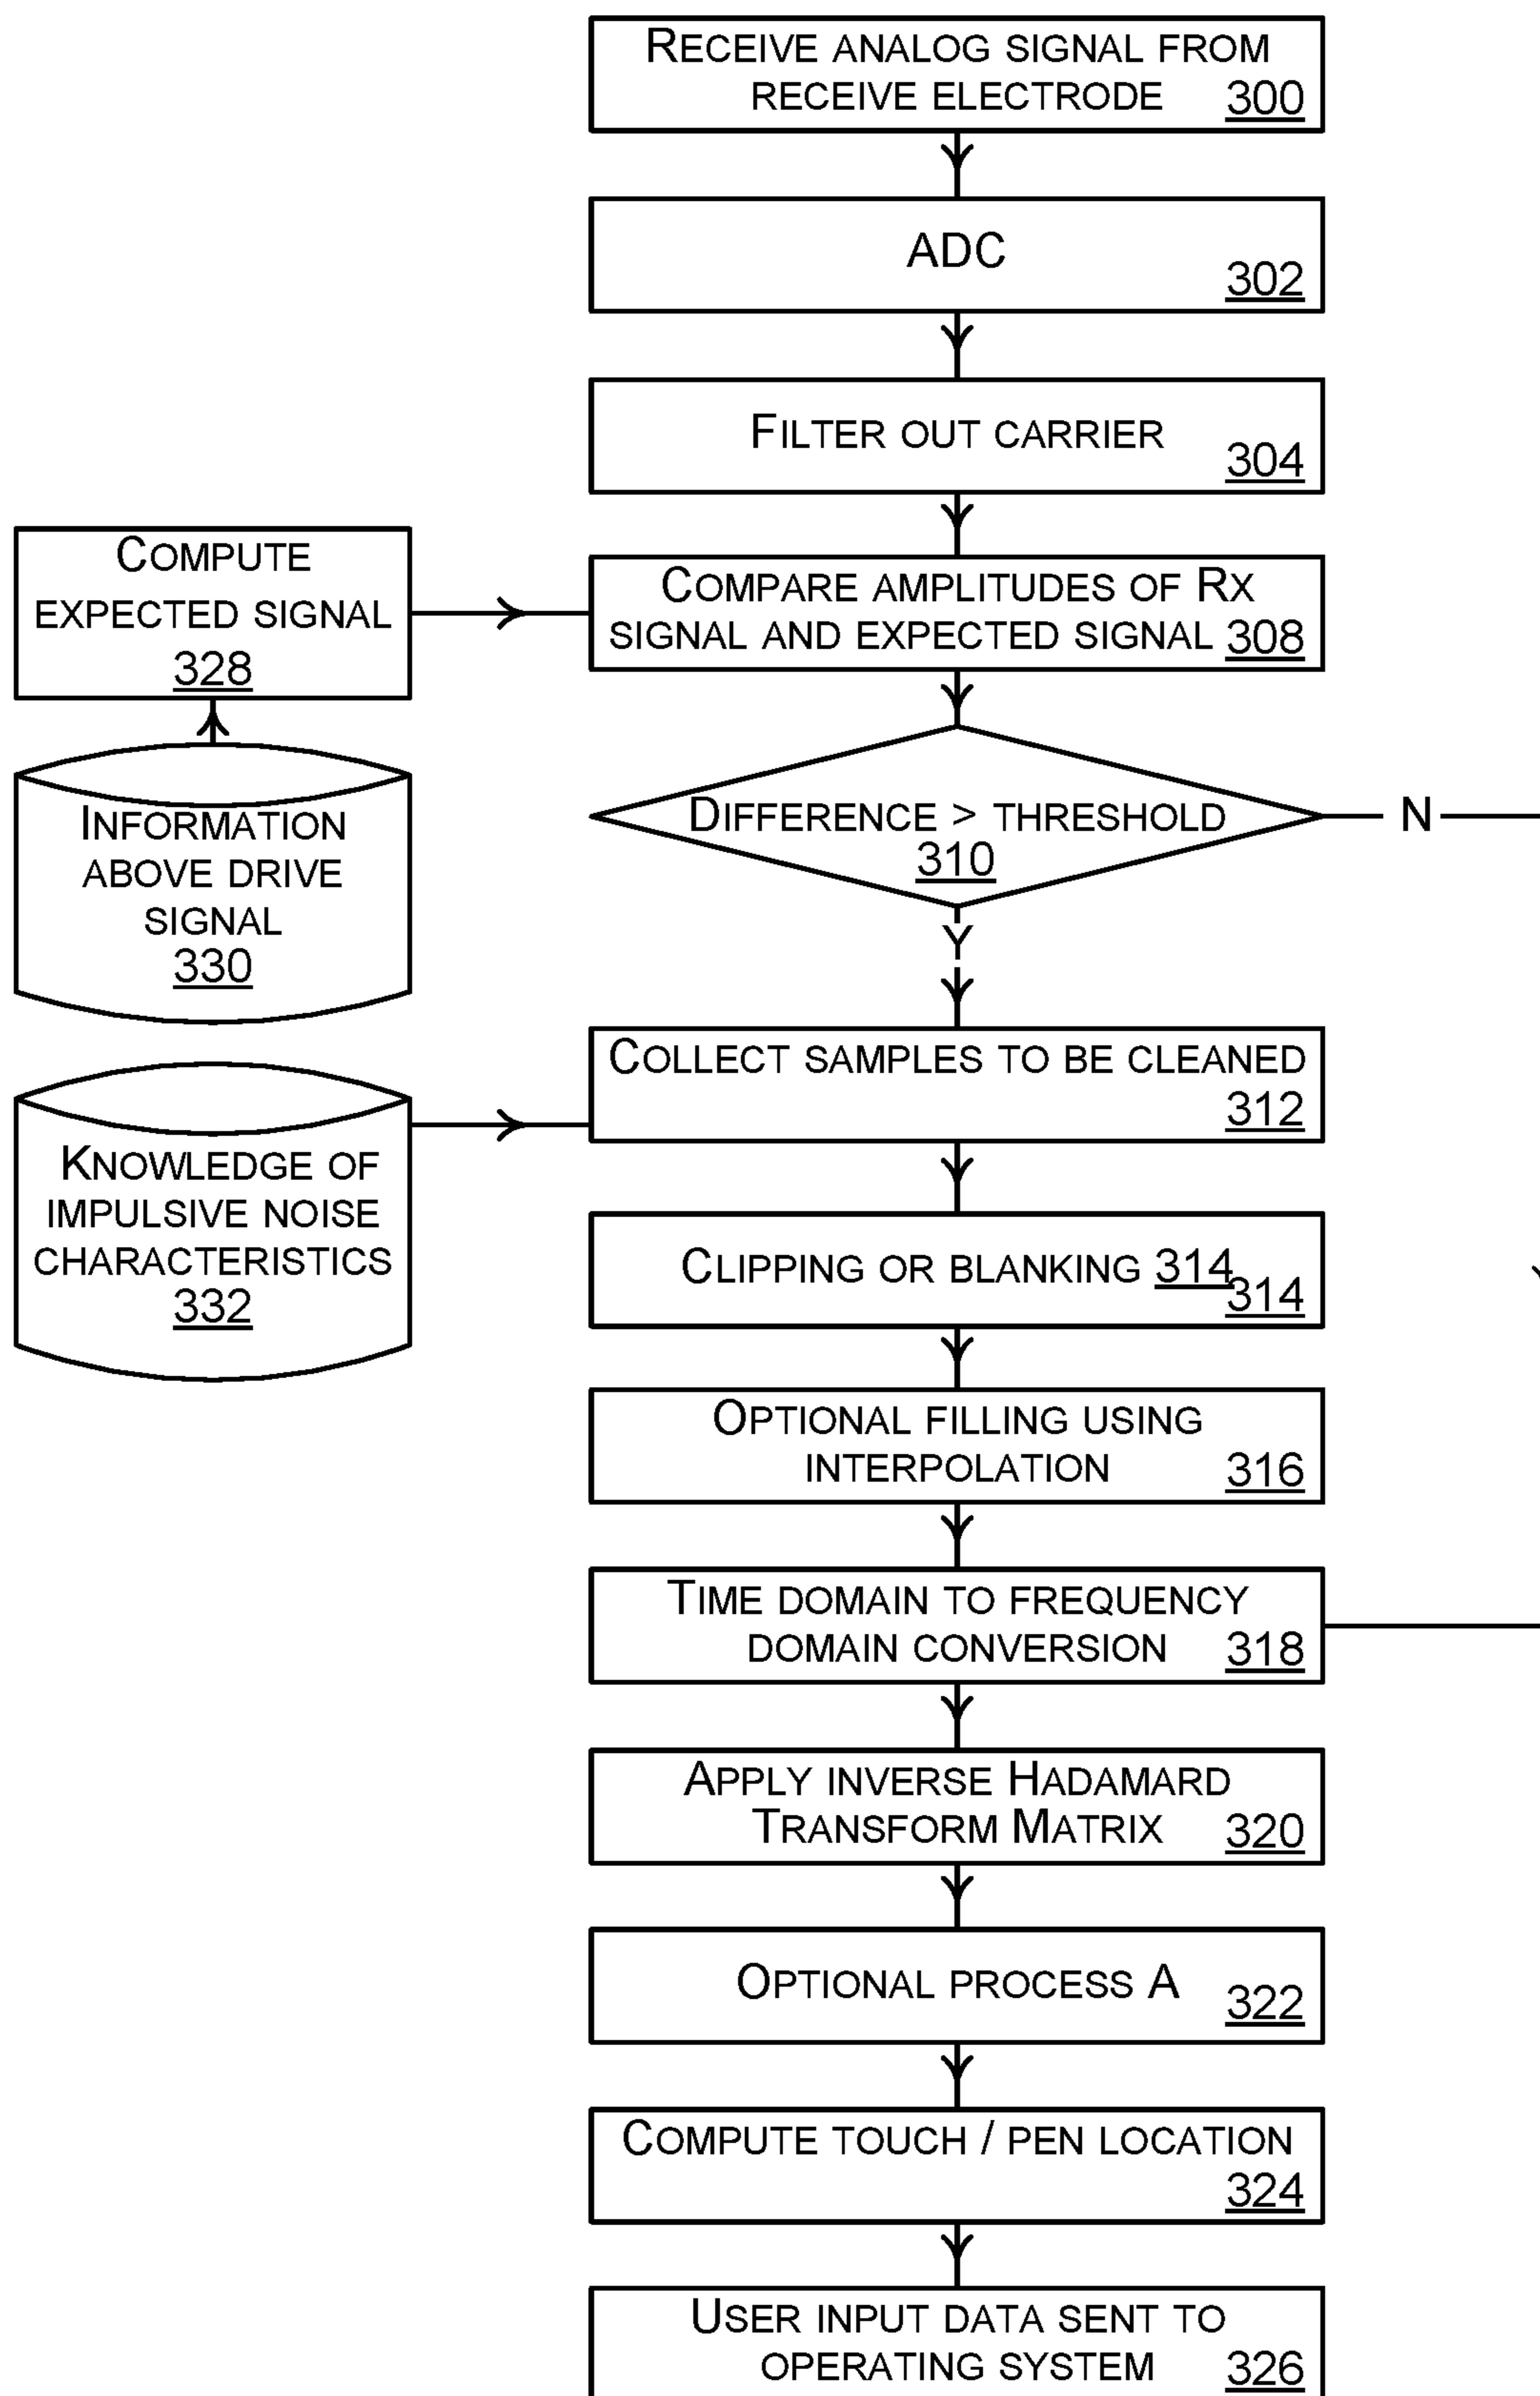 RECEIVE ANALOG SIGNAL FROM
RECEIVE ELECTRODE 300
ADC
302
FILTER OUT CARRIER
304
COMPUTE
EXPECTED SIGNAL
328
COMPARE AMPLITUDES OF RX
SIGNAL AND EXPECTED SIGNAL 308
DIFFERENCE > THRESHOLD
310
N
Y
INFORMATION
ABOVE DRIVE
SIGNAL
330
COLLECT SAMPLES TO BE CLEANED
312
KNOWLEDGE OF
IMPULSIVE NOISE
CHARACTERISTICS
332
CLIPPING OR BLANKING 314
314
OPTIONAL FILLING USING
INTERPOLATION 316
TIME DOMAIN TO FREQUENCY
DOMAIN CONVERSION 318
APPLY INVERSE HADAMARD
TRANSFORM MATRIX 320
OPTIONAL PROCESS A
322
COMPUTE TOUCH / PEN LOCATION
324
USER INPUT DATA SENT TO
OPERATING SYSTEM 326